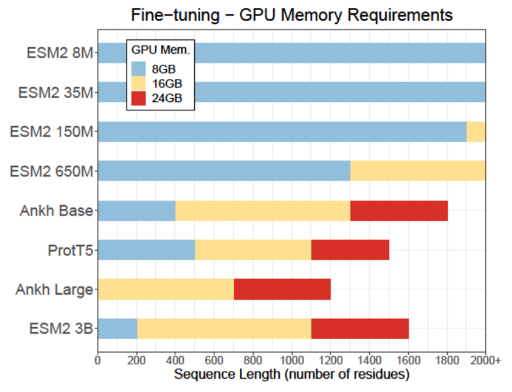 Fine-tuning - GPU Memory Requirements
GPU Mem.
8GB
16GB
24GB
ESM2 8M
ESM2 35M
ESM2 150M
ESM2 650M
Ankh Base
ProtT5
Ankh Large
ESM2 3B
0 200 400 600 800 1000 1200 1400 1600 1800 2000+
Sequence Length (number of residues)